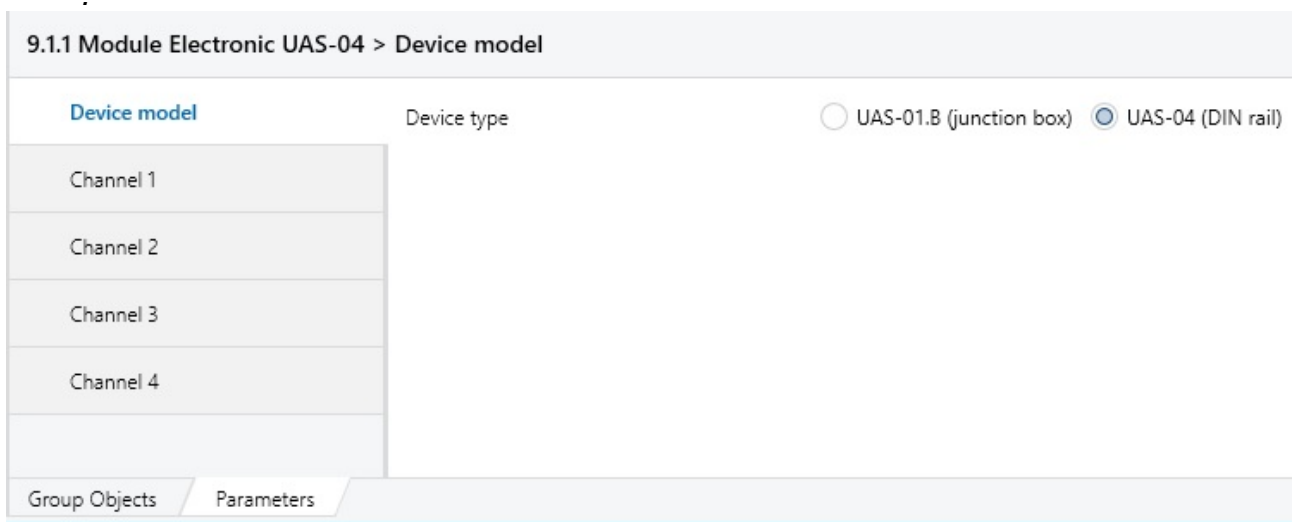 9.1.1 Module Electronic UAS-04 > Device model
Device model
Device type
UAS-01.B (junction box)
UAS-04 (DIN rail)
Channel 1
Channel 2
Channel 3
Channel 4
Group Objects
Parameters